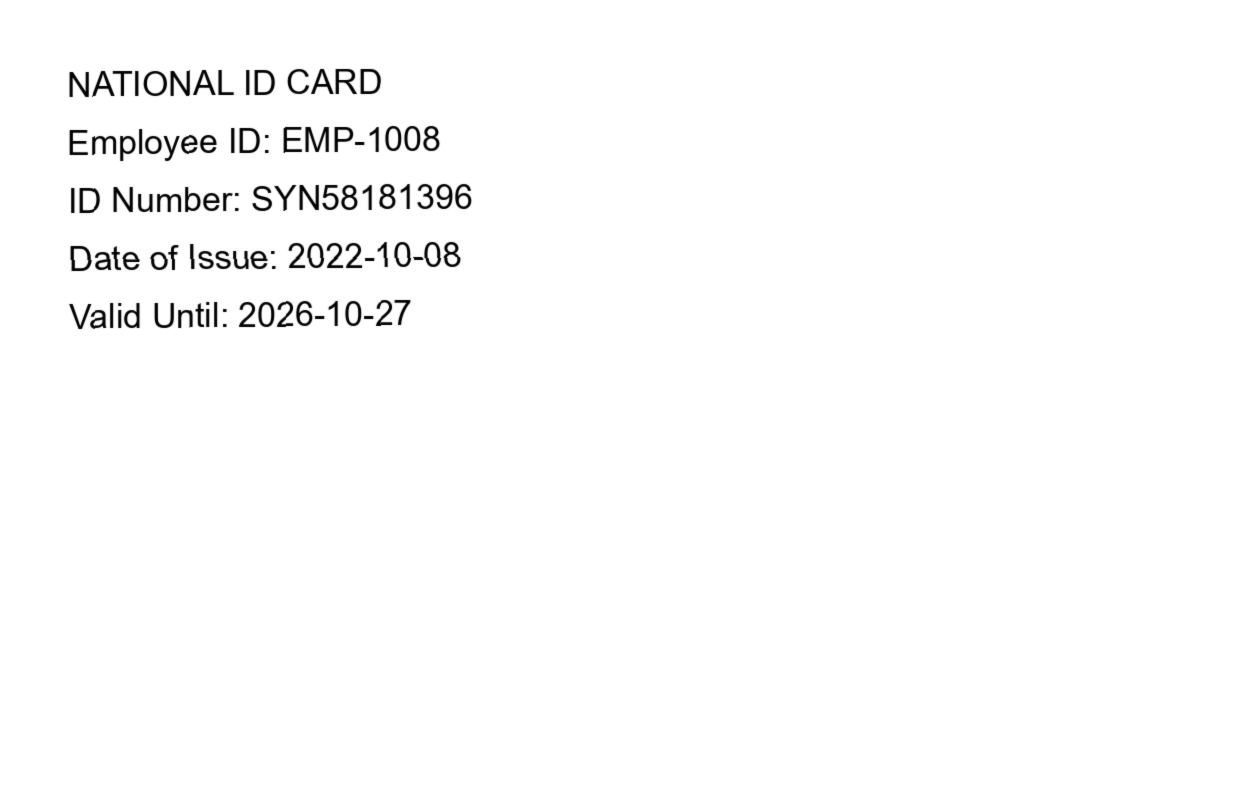 NATIONAL ID CARD
Employee ID: EMP-1008
ID Number: SYN58181396
Date of Issue: 2022-10-08
Valid Until: 2026-10-27